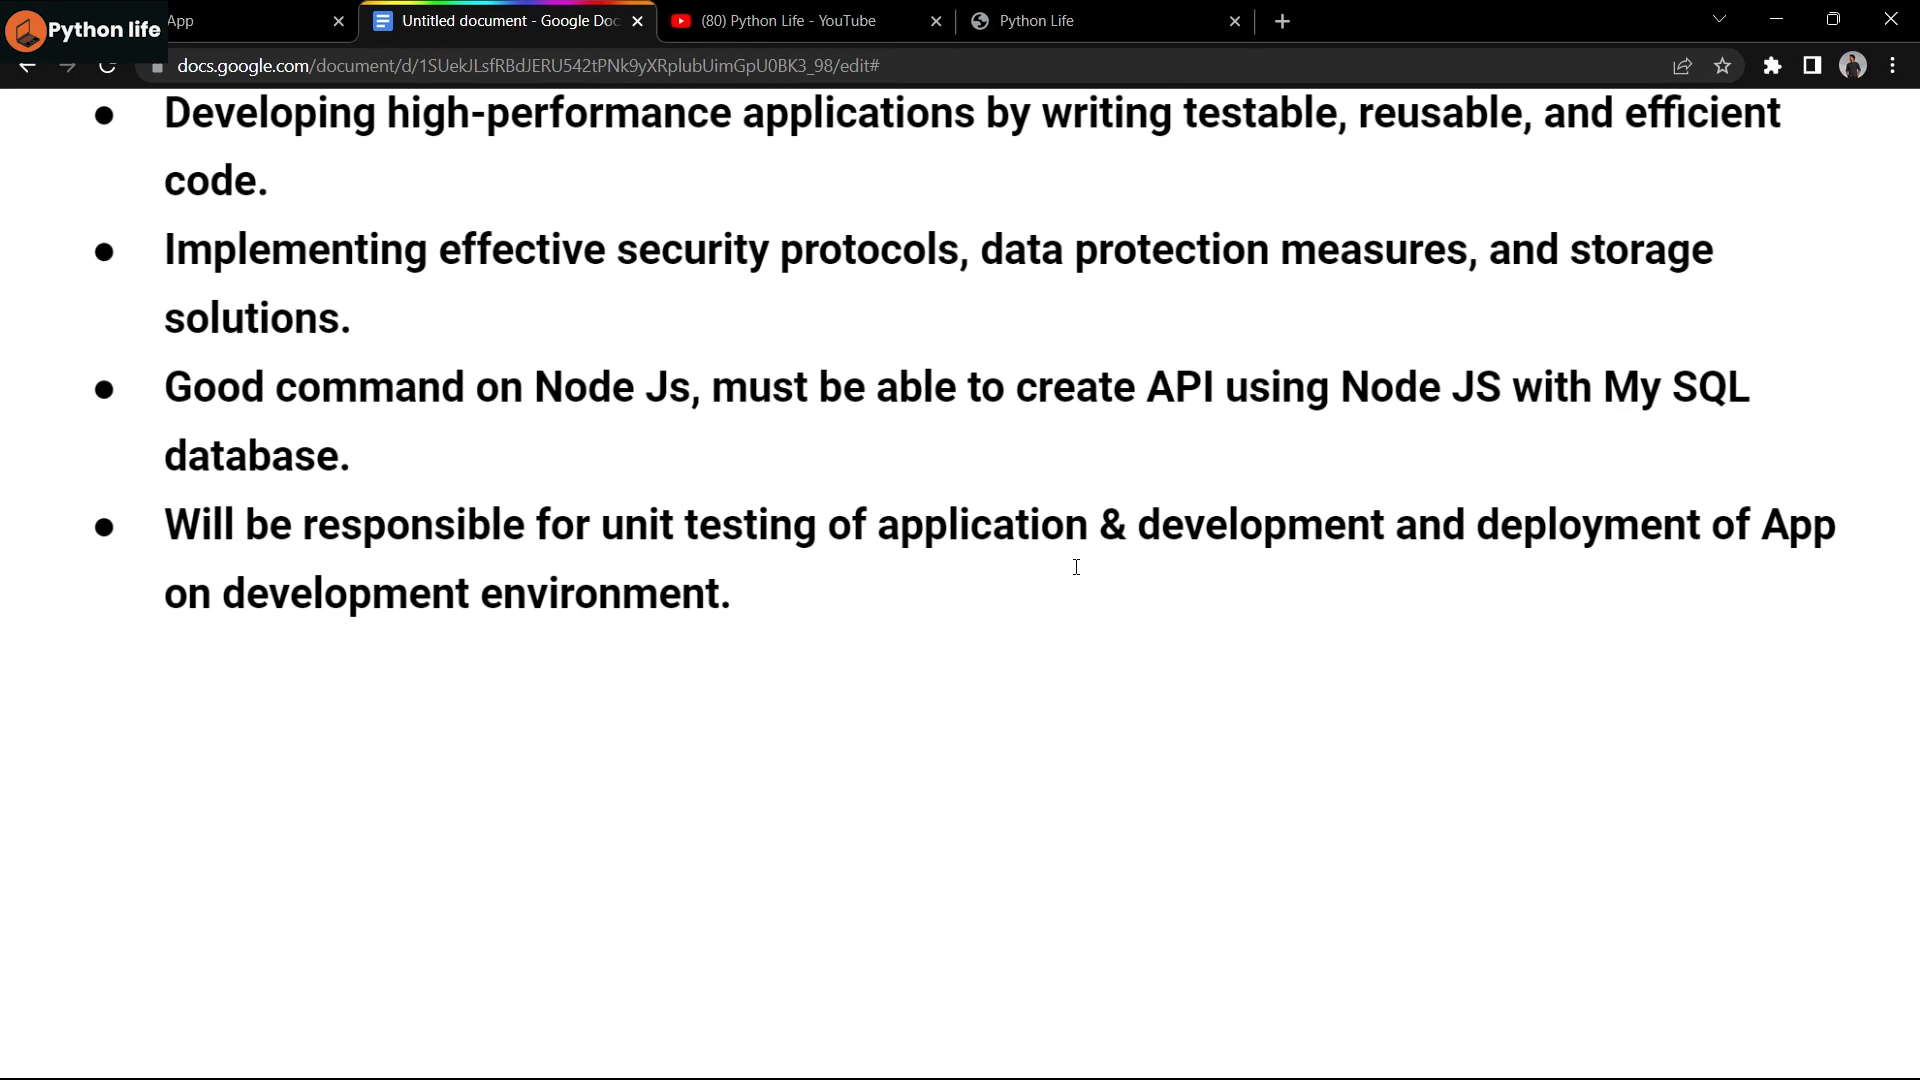 Python life
App
Untitled document - Google Doc
(80) Python Life - YouTube
Python Life
docs.google.com/document/d/1SUekJLsfRBdJERU542tPNk9yXRplubUimGpU0BK3_98/edit#
● Developing high-performance applications by writing testable, reusable, and efficient
code.
● Implementing effective security protocols, data protection measures, and storage
solutions.
● Good command on Node Js, must be able to create API using Node JS with My SQL
database.
● Will be responsible for unit testing of application & development and deployment of App
on development environment.